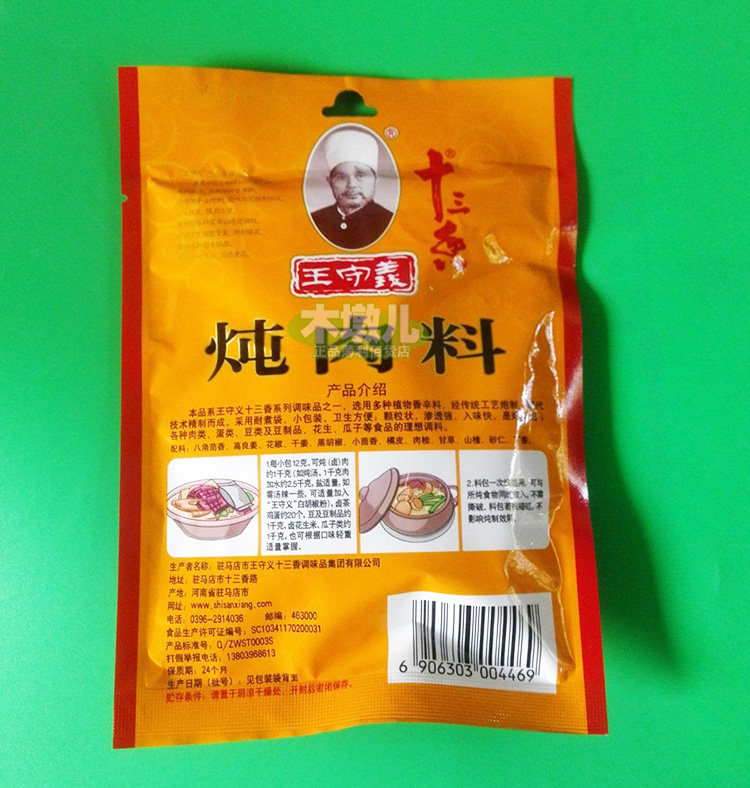 ®
十三香®
王守義
木墩儿
正品薄利佰货店
炖肉料
产品介绍
本品系王守义十三香系列调味品之一，选用多种植物香辛料，经传统工艺炮制，
技术精制而成。采用耐煮袋，小包装，卫生方便；颗粒状，渗透强，入味快，是
各种肉类、蛋类、豆类及豆制品、花生、瓜子等食品的理想调料。
配料：八角茴香、高良姜、花椒、干姜、黑胡椒、小茴香、橘皮、肉桂、甘草、山楂、砂仁、
1.每小包12克，可炖（卤）肉
约1千克（如炖汤，1千克肉
加水约2.5千克，盐适量，如
需汤辣一些，可适量加入
“王守义”白胡椒粉）。卤茶
鸡蛋约20个，豆及豆制品约
1千克，卤花生米、瓜子类约
1千克，也可根据口味轻重
适量掌握。
2.料包一次性使用，可与
所炖食物同时放入，不需
撕破，料包若有破碎，不
影响炖制效果。
生产者名称：驻马店市王守义十三香调味品集团有限公司
地址：驻马店市十三香路
产地：河南省驻马店市
网址：www.shisanxiang.com
电话：0396-2914036 邮编：463000
食品生产许可证编号：SC10341170200031
产品标准号：Q/ZWST0003S
打假举报电话：13803968613
保质期：24个月
生产日期（批号）：见包装袋背面
贮存条件：请置于阴凉干燥处，开封后密闭保存。
6 906303 004469